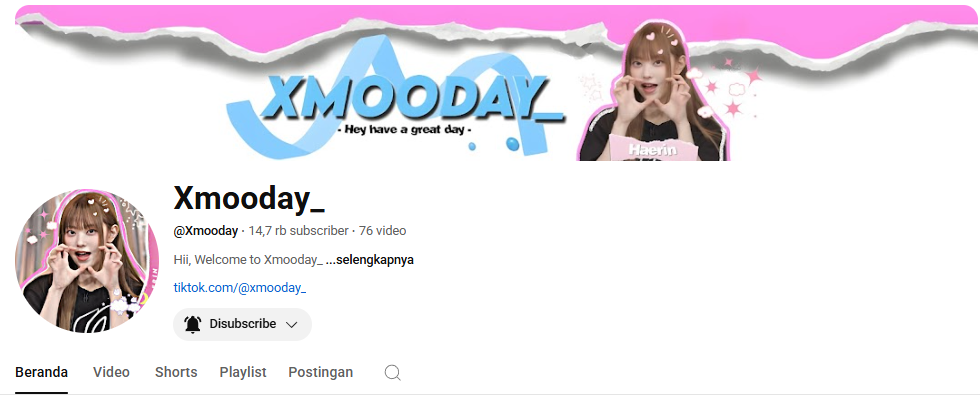 XMOODAY_
- Hey have a great day -
Haerin
Xmooday_
@Xmooday · 14,7 rb subscriber · 76 video
Hii, Welcome to Xmooday_ ...selengkapnya
tiktok.com/@xmooday_
Disubscribe
Beranda Video Shorts Playlist Postingan